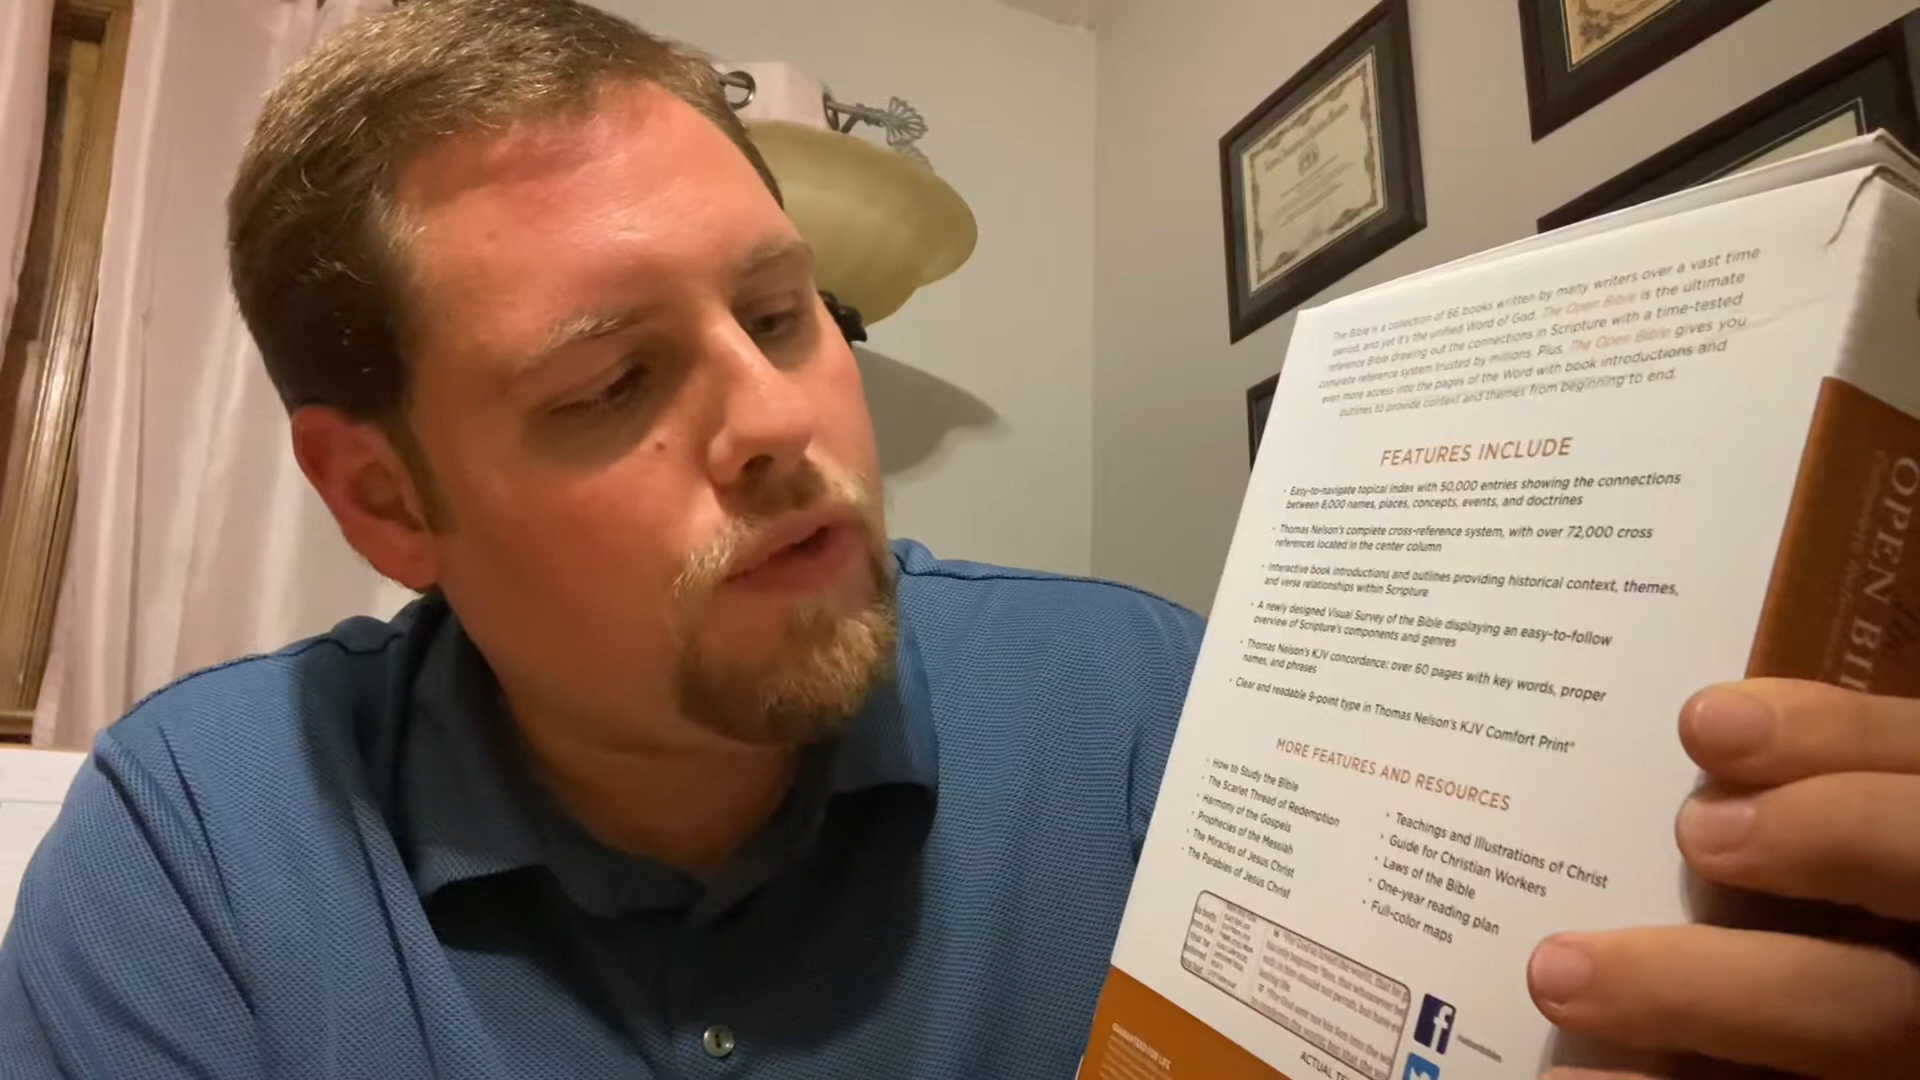 The Bible is a collection of 66 books written by many writers over a vast time
period, and yet it's the unified Word of God. The Open Bible is the ultimate
reference Bible drawing out the connections in Scripture with a time-tested
complete reference system trusted by millions. Plus, The Open Bible gives you
even more access into the pages of the Word with book introductions and
outlines to provide context and themes from beginning to end.
FEATURES INCLUDE
• Easy-to-navigate topical index with 50,000 entries showing the connections
between 8,000 names, places, concepts, events, and doctrines
• Thomas Nelson's complete cross-reference system, with over 72,000 cross
references located in the center column
• Interactive book introductions and outlines providing historical context, themes,
and verse relationships within Scripture
• A newly designed Visual Survey of the Bible displaying an easy-to-follow
overview of Scripture's components and genres
• Thomas Nelson's KJV concordance: over 60 pages with key words, proper
names, and phrases
• Clear and readable 9-point type in Thomas Nelson's KJV Comfort Print®
MORE FEATURES AND RESOURCES
• How to Study the Bible
• The Scarlet Thread of Redemption
• Harmony of the Gospels
• Prophecies of the Messiah
• The Miracles of Jesus Christ
• The Parables of Jesus Christ
• Teachings and Illustrations of Christ
• Guide for Christian Workers
• Laws of the Bible
• One-year reading plan
• Full-color maps
ACTUAL
GUARANTEED FOR LIFE
OPEN BI